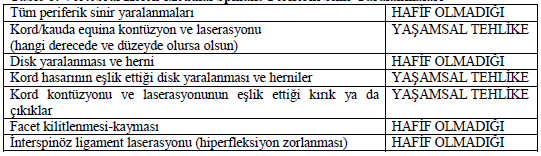 Tüm periferik sinir yaralanmaları HAFİF OLMADIĞI
Kord/kauda equina kontüzyon ve laserasyonu YAŞAMSAL TEHLİKE
(hangi derecede ve düzeyde olursa olsun)
Disk yaralanması ve herni HAFİF OLMADIĞI
Kord hasarının eşlik ettiği disk yaralanması ve herniler YAŞAMSAL TEHLİKE
Kord kontüzyonu ve laserasyonunun eşlik ettiği kırık ya da YAŞAMSAL TEHLİKE
çıkıklar
Facet kilitlenmesi-kayması HAFİF OLMADIĞI
İnterspinöz ligament laserasyonu (hiperfleksiyon zorlanması) HAFİF OLMADIĞI